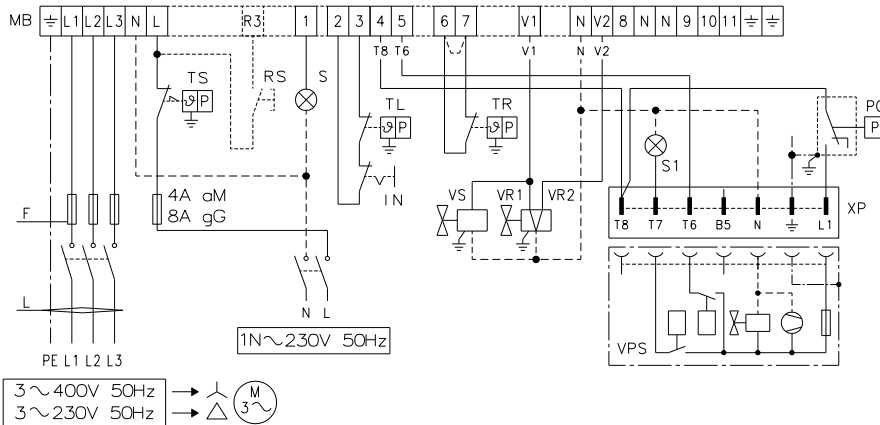 MB L1 L2 L3 N L R3 1 2 3 4 5 6 7 V1 N V2 8 N N 9 10 11
T8 T6 V1 N V2
TS RS S TL TR
ϑ P
ϑ P
ϑ P
PG
P
IN
S1
4A aM
8A gG
F
VS VR1 VR2
XP
T8 T7 T6 B5 N L1
L
N L
1N~230V 50Hz
VPS
PE L1 L2 L3
3~400V 50Hz
3~230V 50Hz
M
3~